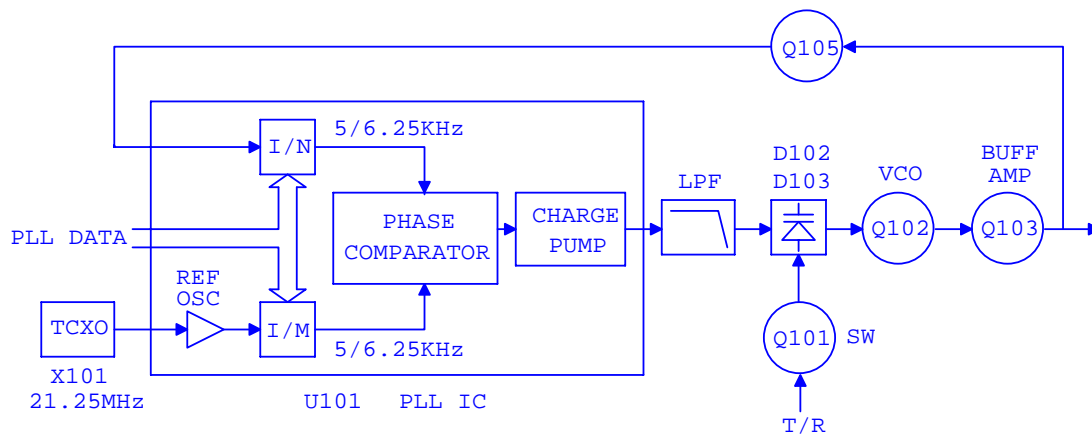 Q105
5/6.25KHz
I/N
D102
D103
VCO
BUFF
AMP
LPF
PLL DATA
PHASE
COMPARATOR
CHARGE
PUMP
Q102
Q103
REF
OSC
TCXO
I/M
5/6.25KHz
Q101
SW
X101
21.25MHz
U101 PLL IC
T/R